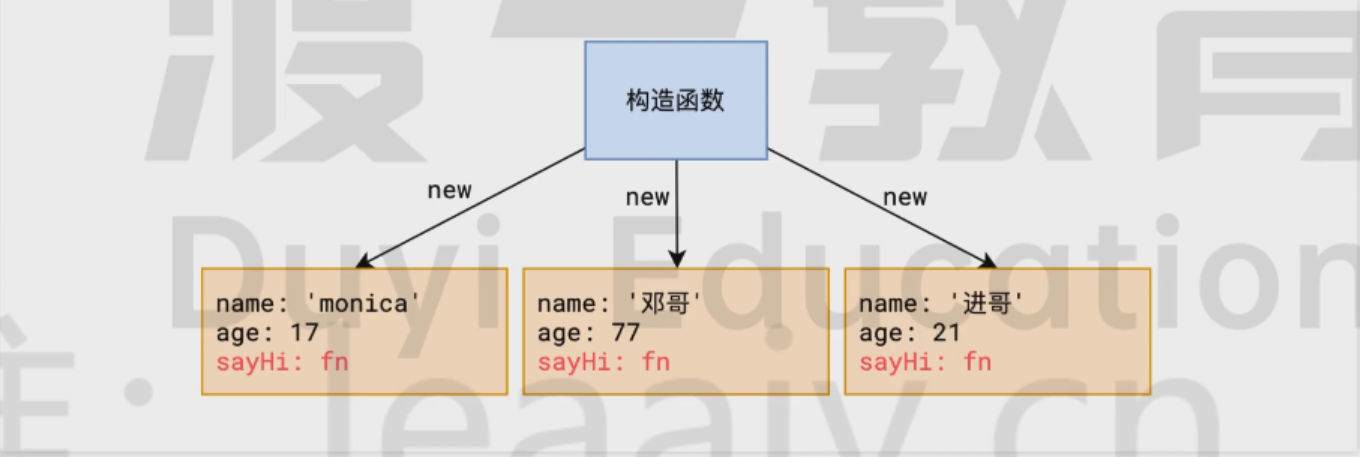 渡一教育
构造函数
new
new
new
Duyi Education
name: 'monica'
age: 17
sayHi: fn
name: '邓哥'
age: 77
sayHi: fn
name: '进哥'
age: 21
sayHi: fn